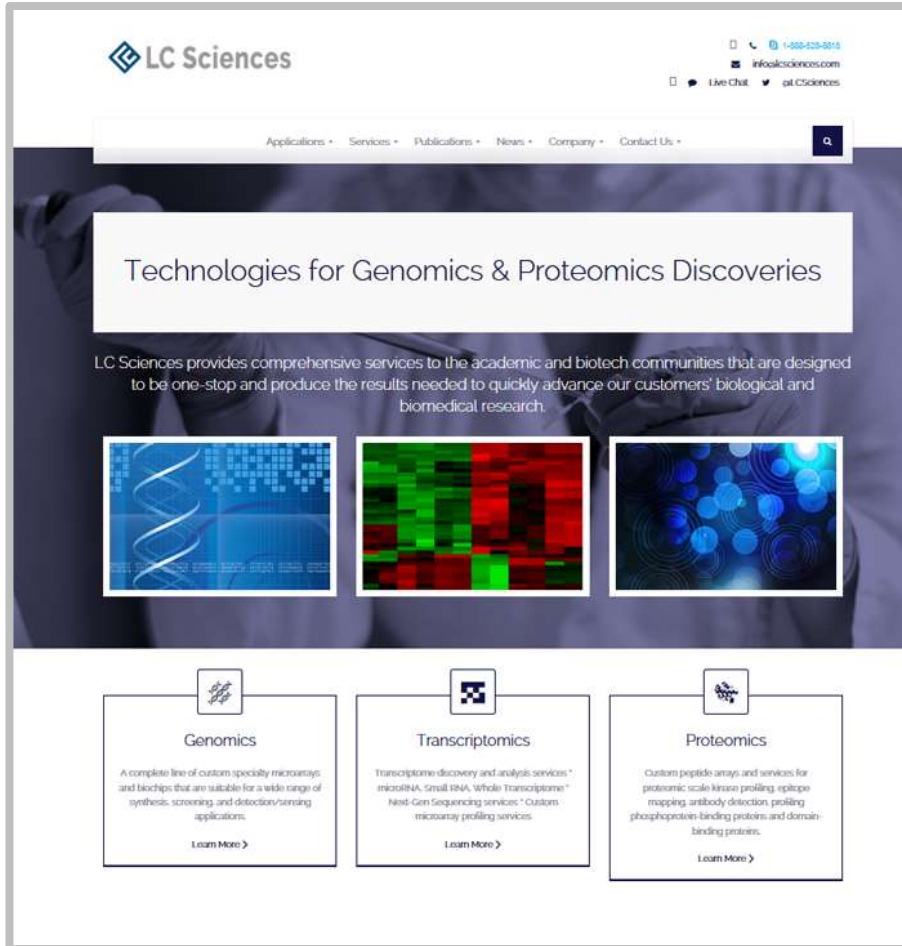 LC Sciences
1-888-528-8818
info@lcsciences.com
Live Chat @LCSciences
Applications Services Publications News Company Contact Us
Technologies for Genomics & Proteomics Discoveries
LC Sciences provides comprehensive services to the academic and biotech communities that are designed
to be one-stop and produce the results needed to quickly advance our customers' biological and
biomedical research.
Genomics
A complete line of custom specialty microarrays
and biochips that are suitable for a wide range of
synthesis, screening, and detection/sensing
applications.
Learn More
Transcriptomics
Transcriptome discovery and analysis services *
microRNA, Small RNA, Whole Transcriptome *
Next-Gen Sequencing services * Custom
microarray profiling services
Learn More
Proteomics
Custom peptide arrays and services for
proteomic scale kinase profiling, epitope
mapping, antibody detection, profiling
phosphoprotein-binding proteins and domain-
binding proteins.
Learn More